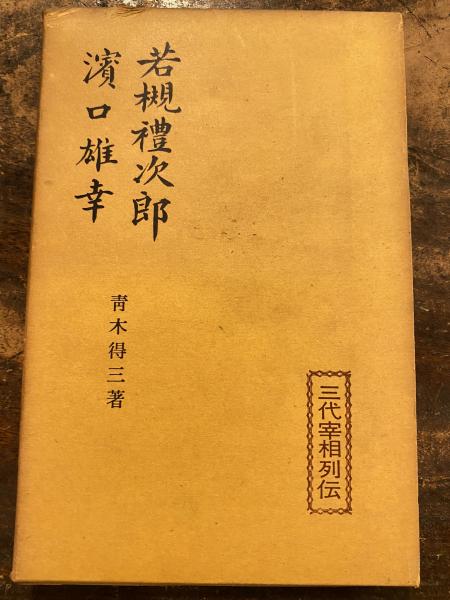 若槻禮次郎
濱口雄幸
靑木得三著
三代宰相列伝